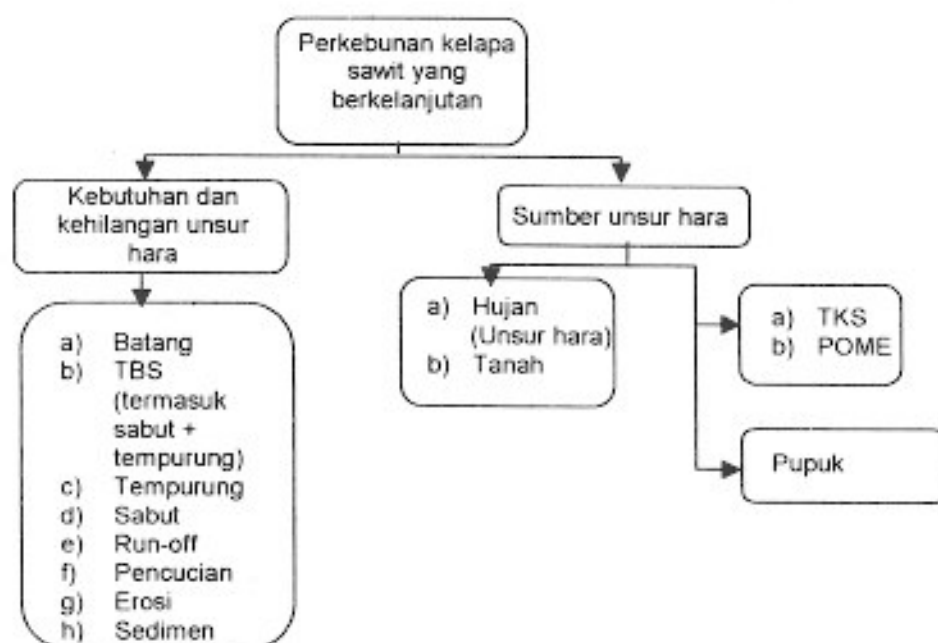 Perkebunan kelapa
sawit yang
berkelanjutan
Kebutuhan dan
kehilangan unsur
hara
Sumber unsur hara
a) Batang
b) TBS
(termasuk
sabut +
tempurung)
c) Tempurung
d) Sabut
e) Run-off
f) Pencucian
g) Erosi
h) Sedimen
a) Hujan
(Unsur hara)
b) Tanah
a) TKS
b) POME
Pupuk